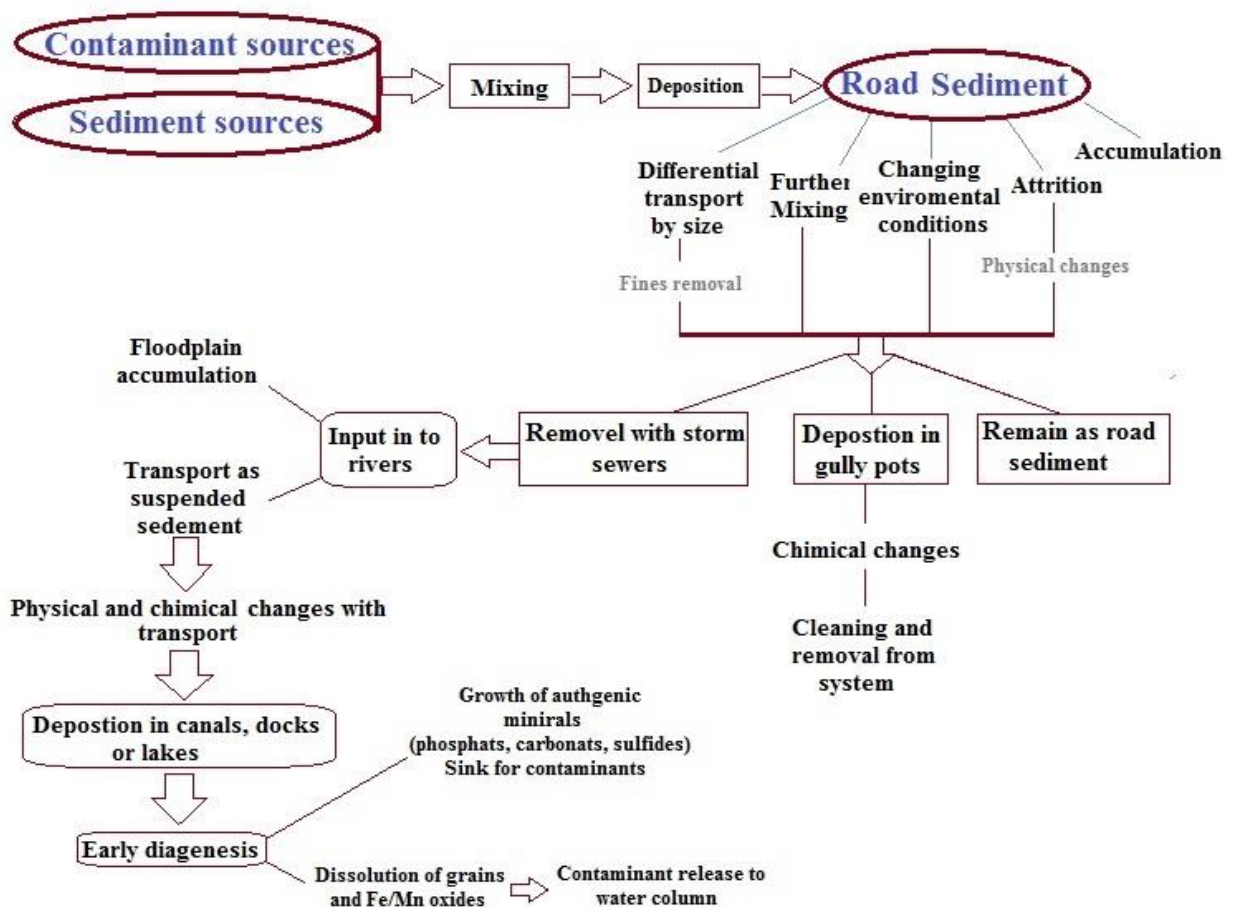 Contaminant sources
Sediment sources
Mixing
Deposition
Road Sediment
Differential
transport
by size
Further
Mixing
Changing
enviromental
conditions
Attrition
Accumulation
Fines removal
Physical changes
Floodplain
accumulation
Input in to
rivers
Removel with storm
sewers
Depostion in
gully pots
Remain as road
sediment
Transport as
suspended
sedement
Chimical changes
Cleaning and
removal from
system
Physical and chimical changes with
transport
Depostion in canals, docks
or lakes
Growth of authgenic
minirals
(phosphats, carbonats, sulfides)
Sink for contaminants
Early diagenesis
Dissolution of grains
and Fe/Mn oxides
Contaminant release to
water column